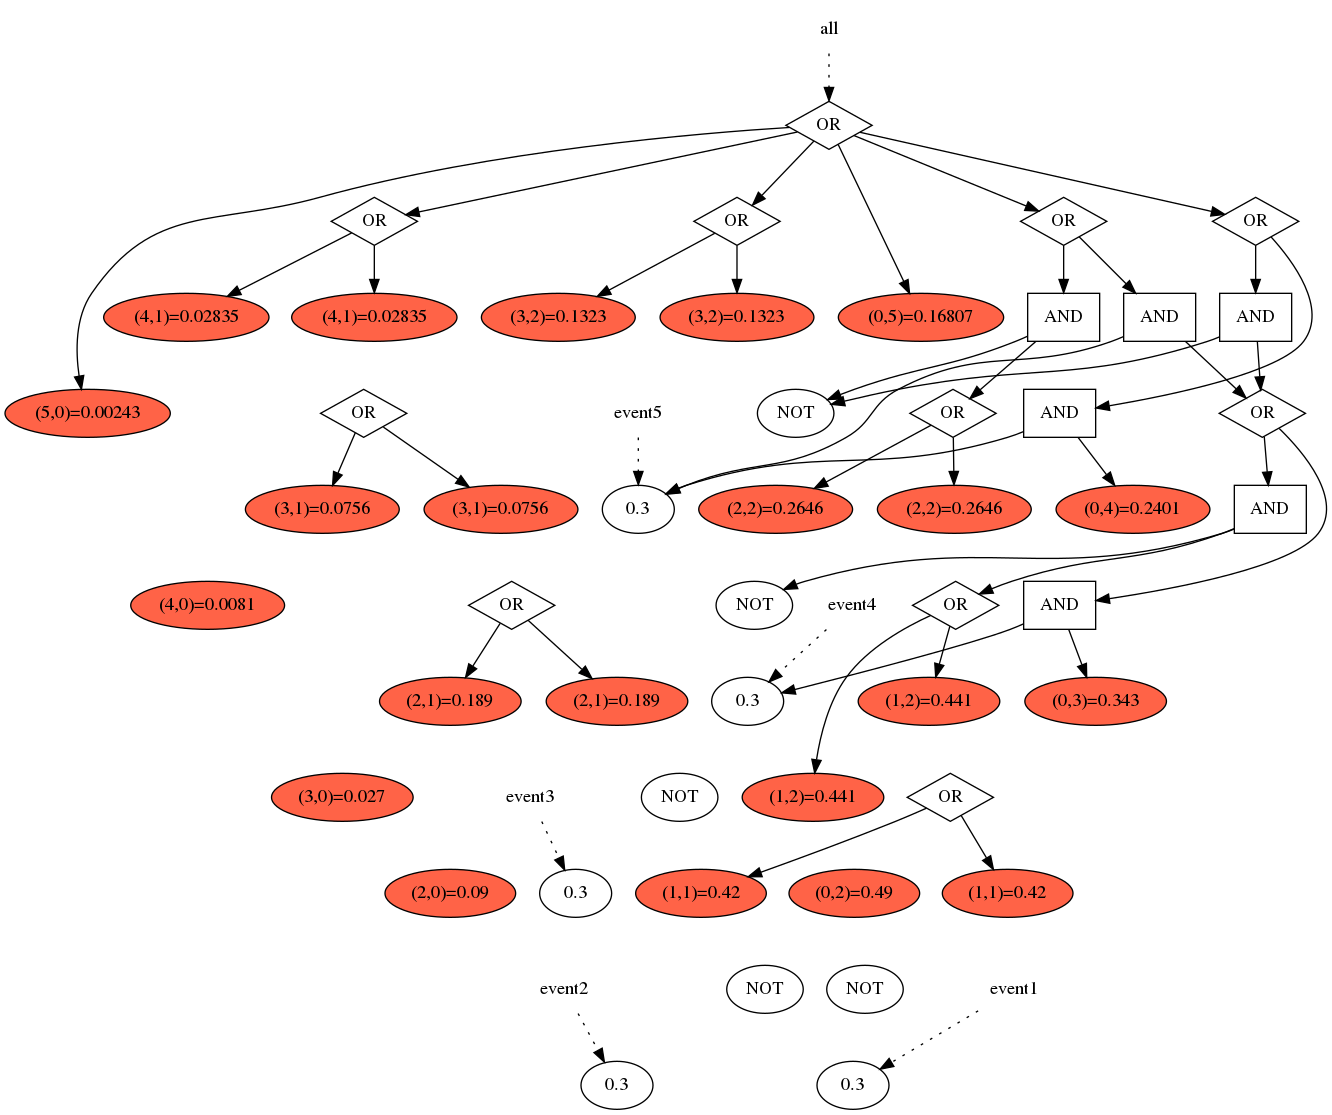 all
OR
OR
OR
OR
OR
(4,1)=0.02835
(4,1)=0.02835
(3,2)=0.1323
(3,2)=0.1323
(0,5)=0.16807
AND
AND
AND
(5,0)=0.00243
OR
event5
NOT
OR
AND
OR
(3,1)=0.0756
(3,1)=0.0756
0.3
(2,2)=0.2646
(2,2)=0.2646
(0,4)=0.2401
AND
(4,0)=0.0081
OR
NOT
event4
OR
AND
(2,1)=0.189
(2,1)=0.189
0.3
(1,2)=0.441
(0,3)=0.343
(3,0)=0.027
event3
NOT
(1,2)=0.441
OR
(2,0)=0.09
0.3
(1,1)=0.42
(0,2)=0.49
(1,1)=0.42
event2
NOT
NOT
event1
0.3
0.3